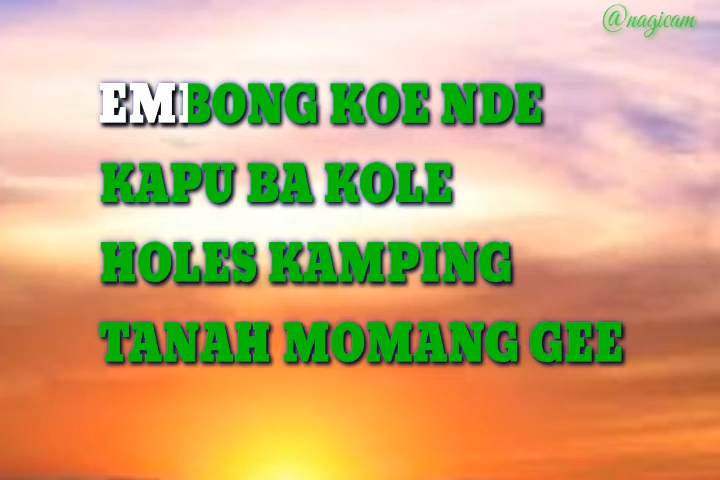 @nagicam
EMBONG KOE NDE
KAPU BA KOLE
HOLES KAMPING
TANAH MOMANG GEE